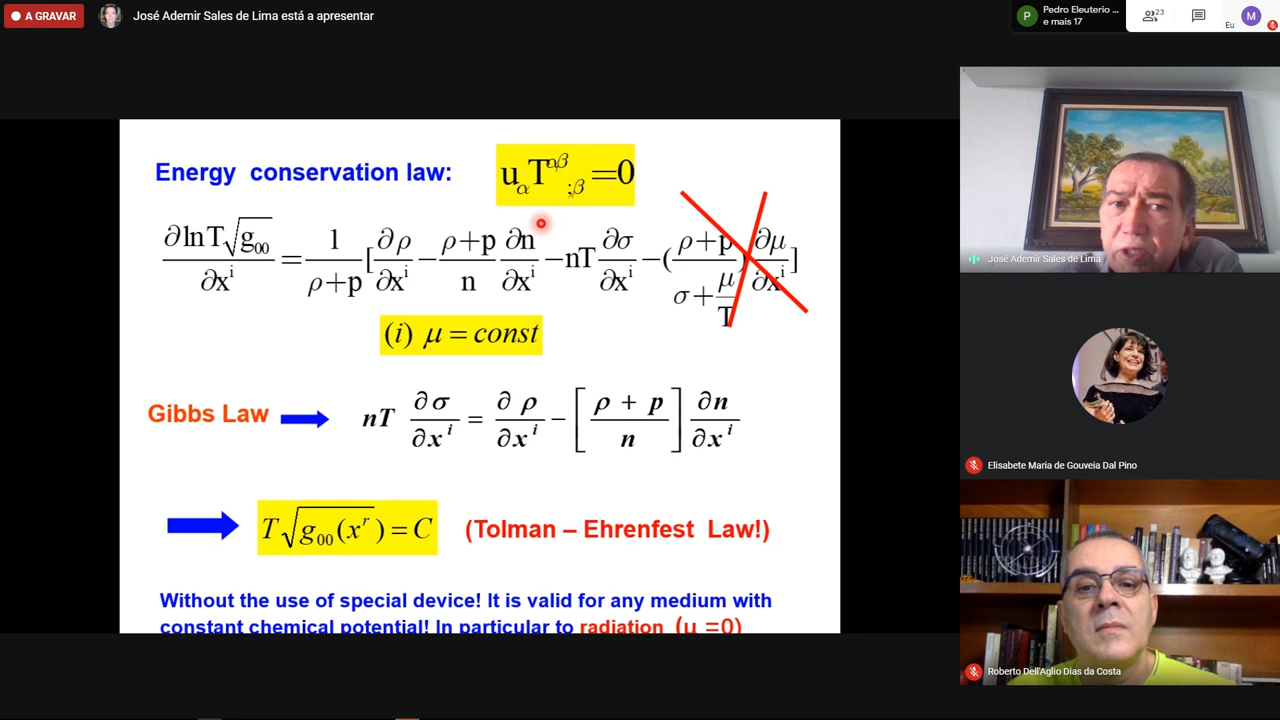 A GRAVAR
José Ademir Sales de Lima está a apresentar
P
Pedro Eleuterio ...
e mais 17
23
Eu
M
Energy conservation law: u_α T^{αβ}_{;β} = 0
∂lnT√g₀₀/∂xⁱ = 1/(ρ+p) [∂ρ/∂xⁱ − (ρ+p)/n ∂n/∂xⁱ − nT ∂σ/∂xⁱ − ((ρ+p)/(σ+μ/T)) ∂μ/∂xⁱ]
(i) μ = const
Gibbs Law nT ∂σ/∂xⁱ = ∂ρ/∂xⁱ − [(ρ + p)/n] ∂n/∂xⁱ
T√g₀₀(xʳ) = C (Tolman – Ehrenfest Law!)
Without the use of special device! It is valid for any medium with
constant chemical potential! In particular to radiation (μ =0)
José Ademir Sales de Lima
Elisabete Maria de Gouveia Dal Pino
Roberto Dell'Aglio Dias da Costa